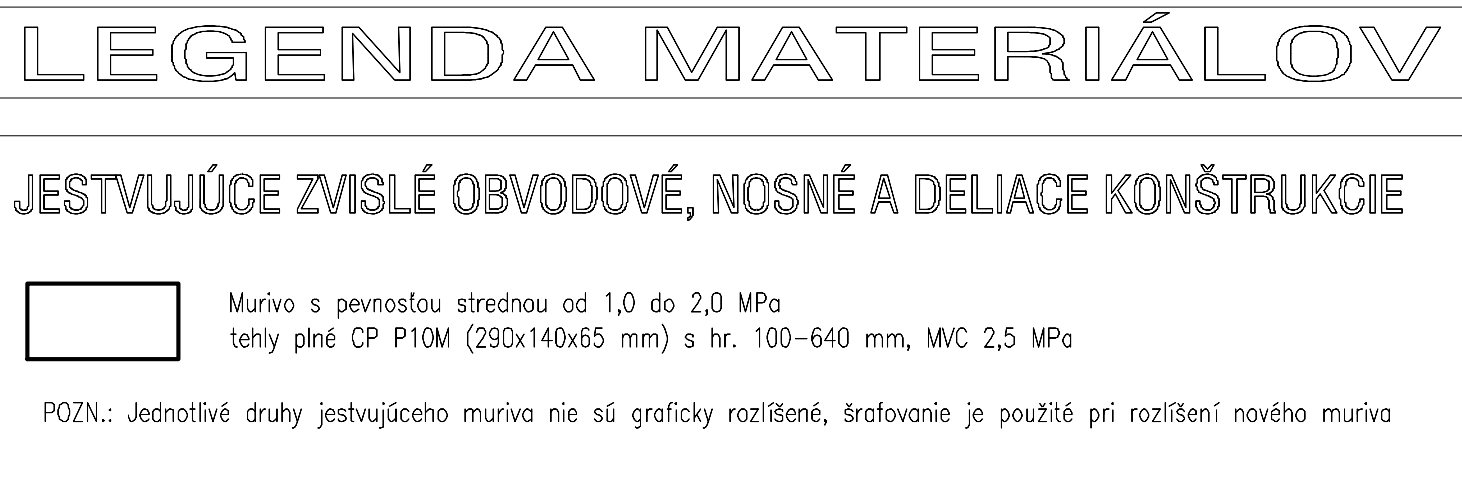 LEGENDA MATERIÁLOV
JESTVUJÚCE ZVISLÉ OBVODOVÉ, NOSNÉ A DELIACE KONŠTRUKCIE
Murivo s pevnosťou strednou od 1,0 do 2,0 MPa
tehly plné CP P10M (290x140x65 mm) s hr. 100-640 mm, MVC 2,5 MPa
POZN.: Jednotlivé druhy jestvujúceho muriva nie sú graficky rozlíšené, šrafovanie je použité pri rozlíšení nového muriva